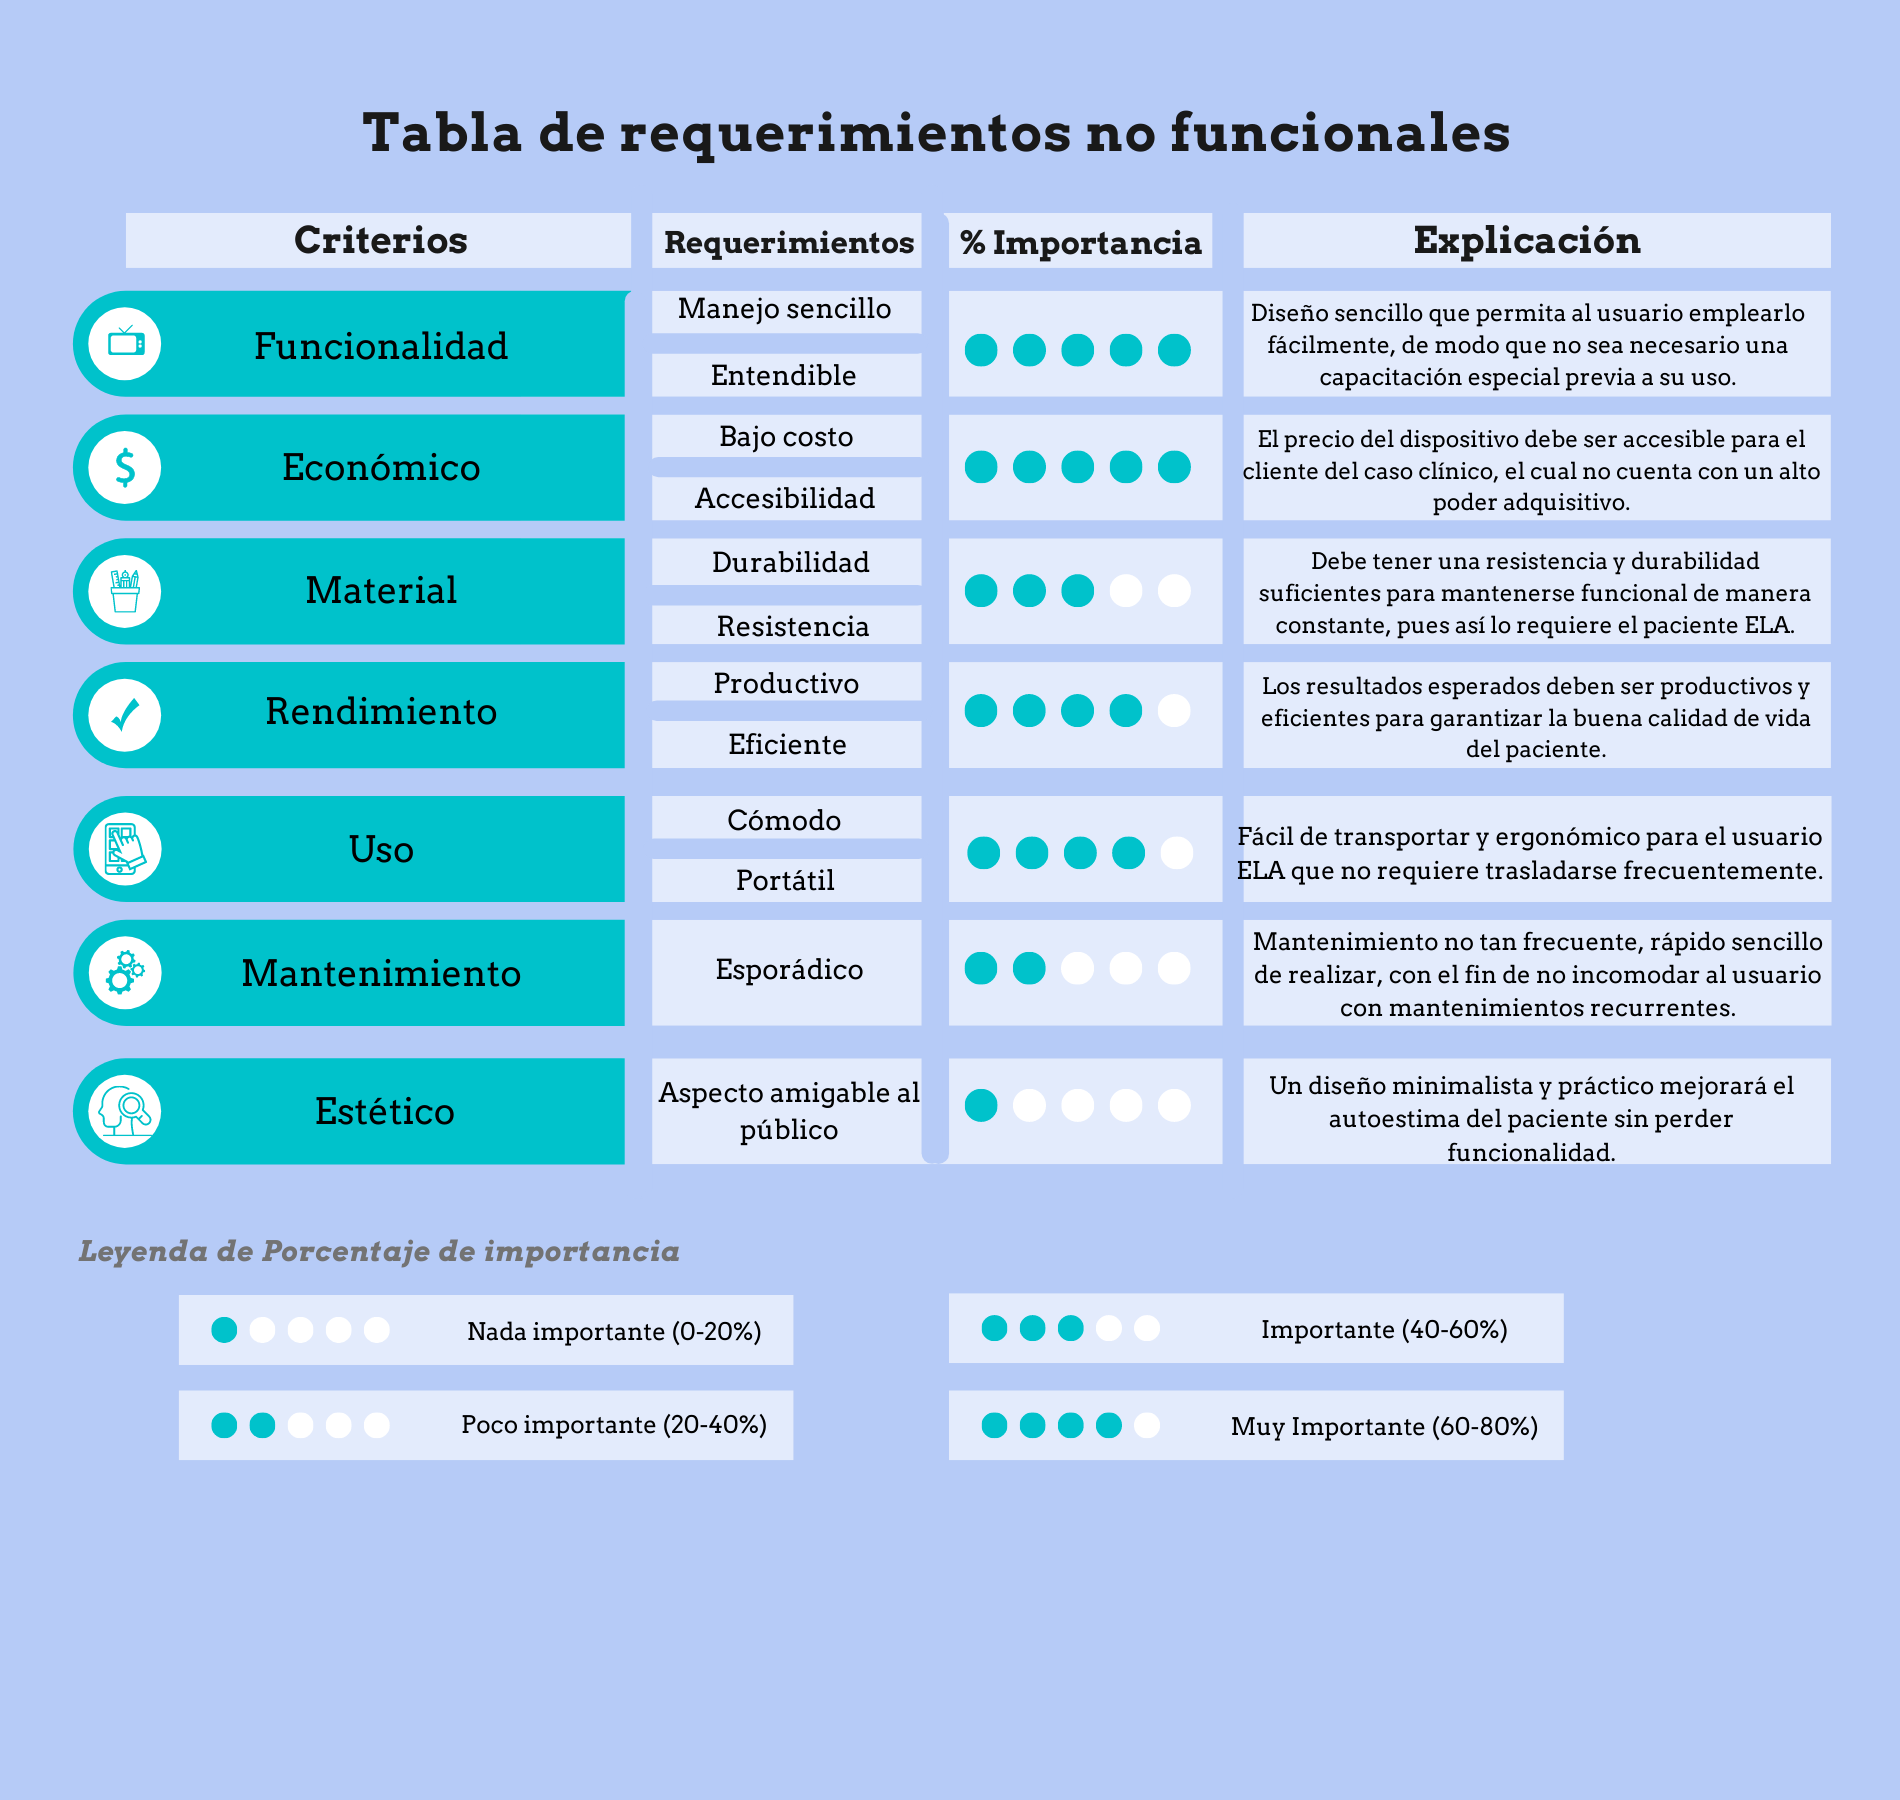 Tabla de requerimientos no funcionales
Criterios
Requerimientos
% Importancia
Explicación
Funcionalidad
Manejo sencillo
Entendible
Diseño sencillo que permita al usuario emplearlo
fácilmente, de modo que no sea necesario una
capacitación especial previa a su uso.
$
Económico
Bajo costo
Accesibilidad
El precio del dispositivo debe ser accesible para el
cliente del caso clínico, el cual no cuenta con un alto
poder adquisitivo.
Material
Durabilidad
Resistencia
Debe tener una resistencia y durabilidad
suficientes para mantenerse funcional de manera
constante, pues así lo requiere el paciente ELA.
Rendimiento
Productivo
Eficiente
Los resultados esperados deben ser productivos y
eficientes para garantizar la buena calidad de vida
del paciente.
Uso
Cómodo
Portátil
Fácil de transportar y ergonómico para el usuario
ELA que no requiere trasladarse frecuentemente.
Mantenimiento
Esporádico
Mantenimiento no tan frecuente, rápido sencillo
de realizar, con el fin de no incomodar al usuario
con mantenimientos recurrentes.
Estético
Aspecto amigable al
público
Un diseño minimalista y práctico mejorará el
autoestima del paciente sin perder
funcionalidad.
Leyenda de Porcentaje de importancia
Nada importante (0-20%)
Importante (40-60%)
Poco importante (20-40%)
Muy Importante (60-80%)